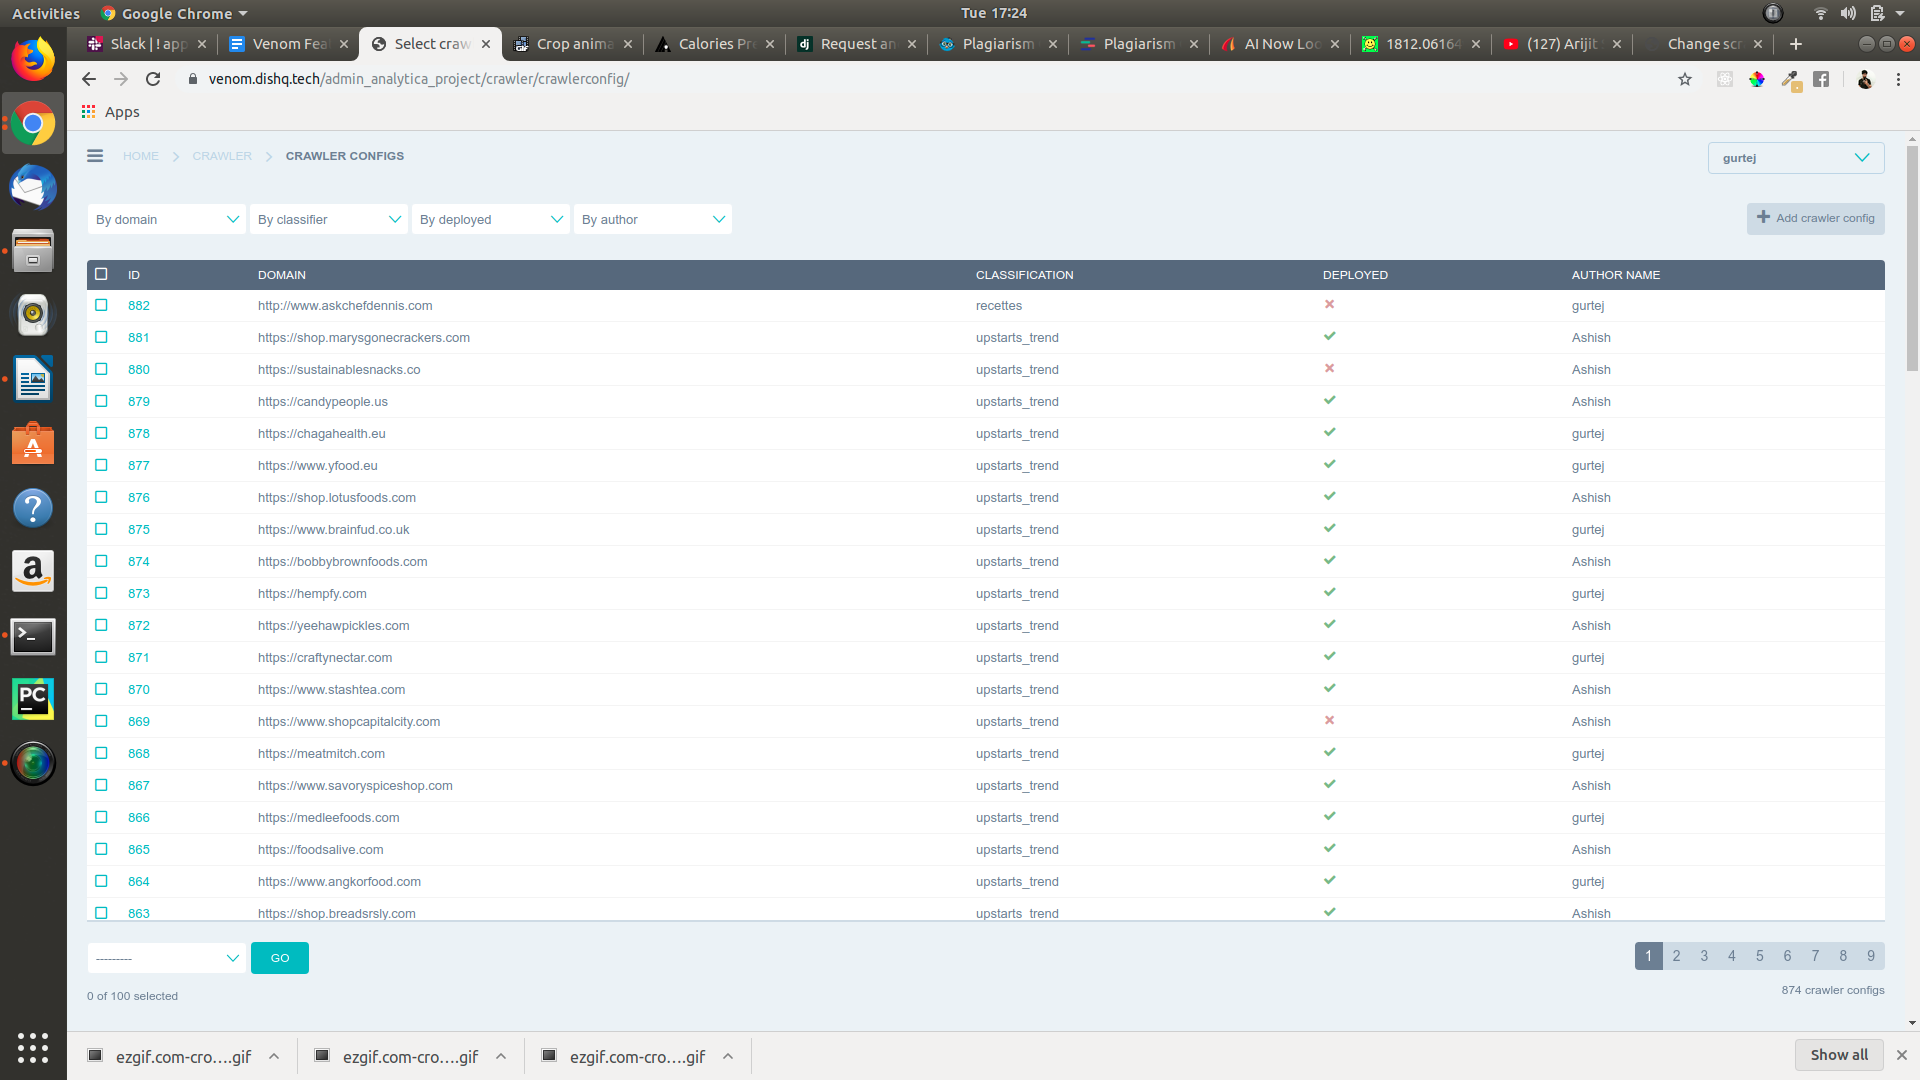 Activities Google Chrome Tue 17:24
Slack | ! app Venom Fea Select craw Crop anima Calories Pr Request an Plagiarism Plagiarism AI Now Loo 1812.06164 (127) Arijit Change scr
venom.dishq.tech/admin_analytica_project/crawler/crawlerconfig/
Apps
HOME CRAWLER CRAWLER CONFIGS gurtej
By domain By classifier By deployed By author Add crawler config
ID DOMAIN CLASSIFICATION DEPLOYED AUTHOR NAME
882 http://www.askchefdennis.com recettes gurtej
881 https://shop.marysgonecrackers.com upstarts_trend Ashish
880 https://sustainablesnacks.co upstarts_trend Ashish
879 https://candypeople.us upstarts_trend Ashish
878 https://chagahealth.eu upstarts_trend gurtej
877 https://www.yfood.eu upstarts_trend gurtej
876 https://shop.lotusfoods.com upstarts_trend Ashish
875 https://www.brainfud.co.uk upstarts_trend gurtej
874 https://bobbybrownfoods.com upstarts_trend Ashish
873 https://hempfy.com upstarts_trend gurtej
872 https://yeehawpickles.com upstarts_trend Ashish
871 https://craftynectar.com upstarts_trend gurtej
870 https://www.stashtea.com upstarts_trend Ashish
869 https://www.shopcapitalcity.com upstarts_trend Ashish
868 https://meatmitch.com upstarts_trend gurtej
867 https://www.savoryspiceshop.com upstarts_trend Ashish
866 https://medleefoods.com upstarts_trend gurtej
865 https://foodsalive.com upstarts_trend Ashish
864 https://www.angkorfood.com upstarts_trend gurtej
863 https://shop.breadsrsly.com upstarts_trend Ashish
--------- GO 1 2 3 4 5 6 7 8 9
0 of 100 selected 874 crawler configs
ezgif.com-cro....gif ezgif.com-cro....gif ezgif.com-cro....gif Show all